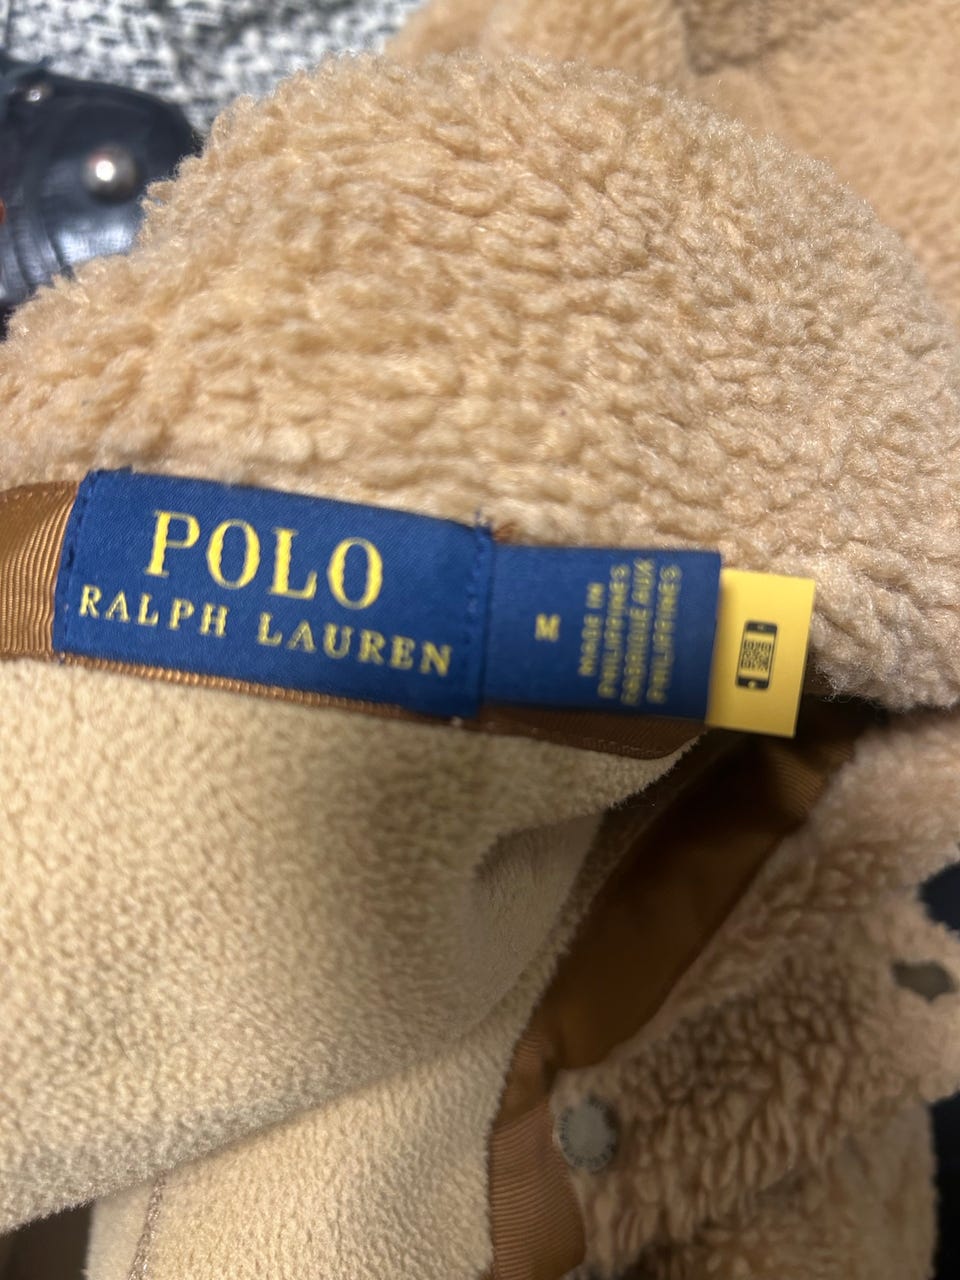 POLO
RALPH LAUREN
M
MADE IN
PHILIPPINES
FABRIQUÉ AUX
PHILIPPINES